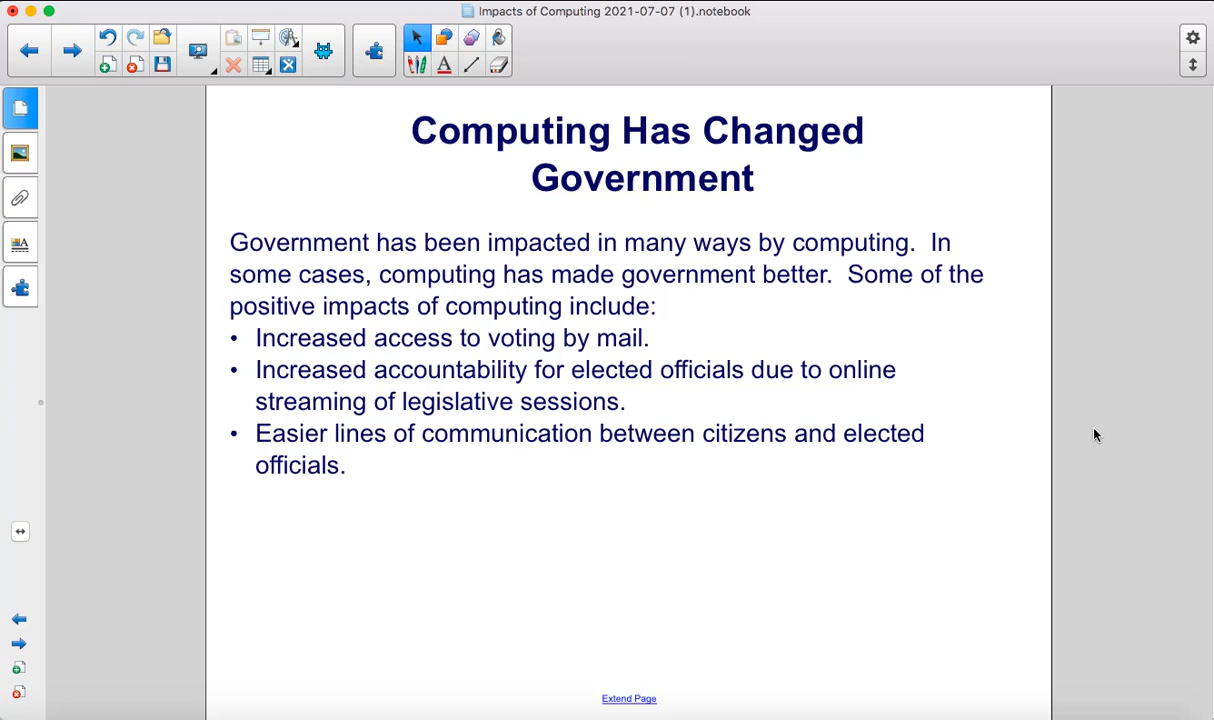 Impacts of Computing 2021-07-07 (1).notebook
Computing Has Changed
Government
Government has been impacted in many ways by computing.  In
some cases, computing has made government better.  Some of the
positive impacts of computing include:
• Increased access to voting by mail.
• Increased accountability for elected officials due to online
streaming of legislative sessions.
• Easier lines of communication between citizens and elected
officials.
Extend Page